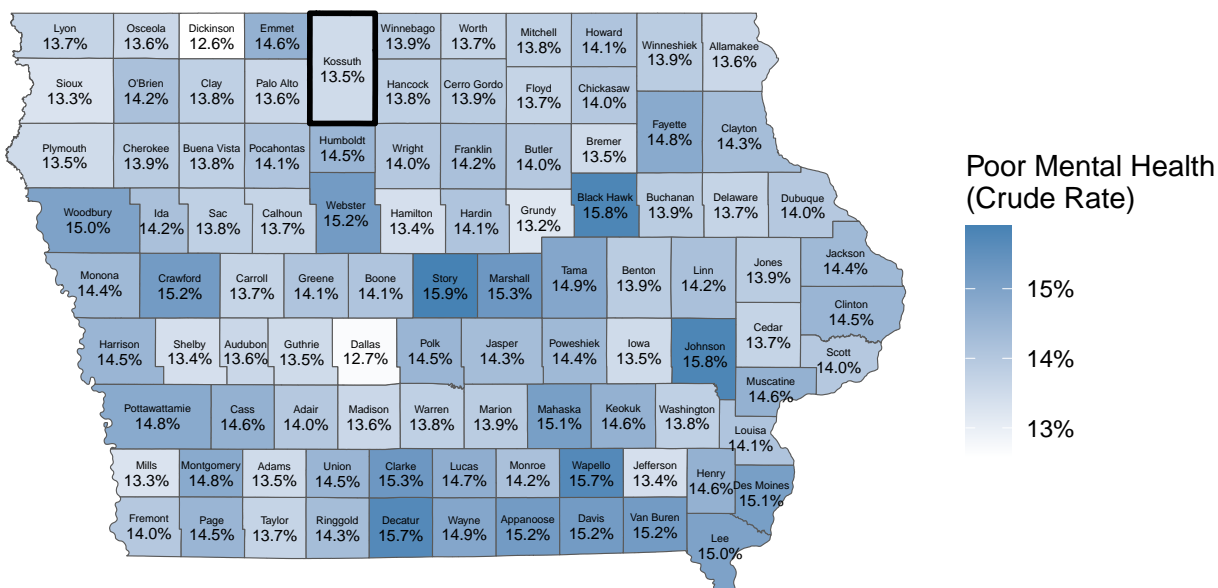 Lyon
13.7%
Osceola
13.6%
Dickinson
12.6%
Emmet
14.6%
Kossuth
13.5%
Winnebago
13.9%
Worth
13.7%
Mitchell
13.8%
Howard
14.1%
Winneshiek
13.9%
Allamakee
13.6%
Sioux
13.3%
O'Brien
14.2%
Clay
13.8%
Palo Alto
13.6%
Hancock
13.8%
Cerro Gordo
13.9%
Floyd
13.7%
Chickasaw
14.0%
Fayette
14.8%
Clayton
14.3%
Plymouth
13.5%
Cherokee
13.9%
Buena Vista
13.8%
Pocahontas
14.1%
Humboldt
14.5%
Wright
14.0%
Franklin
14.2%
Butler
14.0%
Bremer
13.5%
Woodbury
15.0%
Ida
14.2%
Sac
13.8%
Calhoun
13.7%
Webster
15.2%
Hamilton
13.4%
Hardin
14.1%
Grundy
13.2%
Black Hawk
15.8%
Buchanan
13.9%
Delaware
13.7%
Dubuque
14.0%
Monona
14.4%
Crawford
15.2%
Carroll
13.7%
Greene
14.1%
Boone
14.1%
Story
15.9%
Marshall
15.3%
Tama
14.9%
Benton
13.9%
Linn
14.2%
Jones
13.9%
Jackson
14.4%
Clinton
14.5%
Harrison
14.5%
Shelby
13.4%
Audubon
13.6%
Guthrie
13.5%
Dallas
12.7%
Polk
14.5%
Jasper
14.3%
Poweshiek
14.4%
Iowa
13.5%
Johnson
15.8%
Cedar
13.7%
Scott
14.0%
Muscatine
14.6%
Pottawattamie
14.8%
Cass
14.6%
Adair
14.0%
Madison
13.6%
Warren
13.8%
Marion
13.9%
Mahaska
15.1%
Keokuk
14.6%
Washington
13.8%
Louisa
14.1%
Mills
13.3%
Montgomery
14.8%
Adams
13.5%
Union
14.5%
Clarke
15.3%
Lucas
14.7%
Monroe
14.2%
Wapello
15.7%
Jefferson
13.4%
Henry
14.6%
Des Moines
15.1%
Fremont
14.0%
Page
14.5%
Taylor
13.7%
Ringgold
14.3%
Decatur
15.7%
Wayne
14.9%
Appanoose
15.2%
Davis
15.2%
Van Buren
15.2%
Lee
15.0%
Poor Mental Health
(Crude Rate)
15%
14%
13%